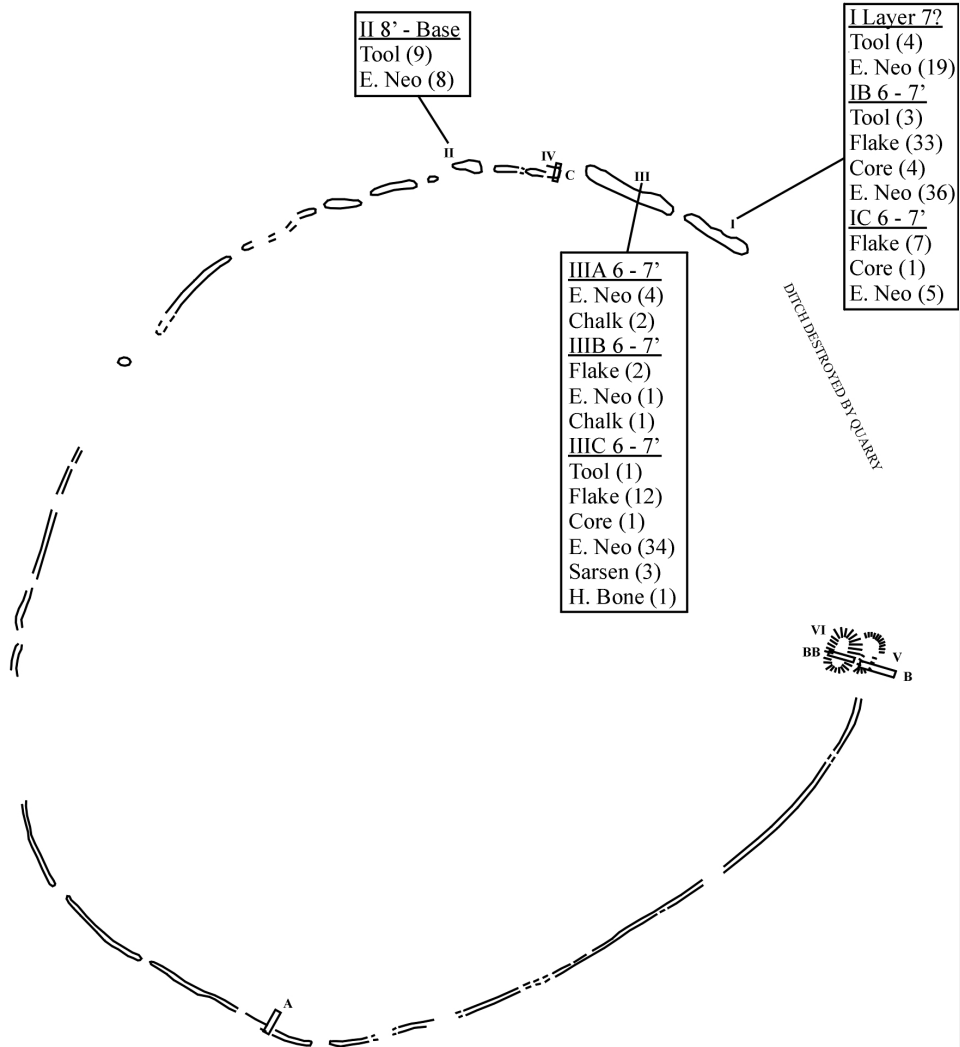 II 8’ - Base
Tool (9)
E. Neo (8)
I Layer 7?
Tool (4)
E. Neo (19)
IB 6 - 7’
Tool (3)
Flake (33)
Core (4)
E. Neo (36)
IC 6 - 7’
Flake (7)
Core (1)
E. Neo (5)
II
IV
C
III
I
IIIA 6 - 7’
E. Neo (4)
Chalk (2)
IIIB 6 - 7’
Flake (2)
E. Neo (1)
Chalk (1)
IIIC 6 - 7’
Tool (1)
Flake (12)
Core (1)
E. Neo (34)
Sarsen (3)
H. Bone (1)
DITCH DESTROYED BY QUARRY
VI
BB
V
B
A